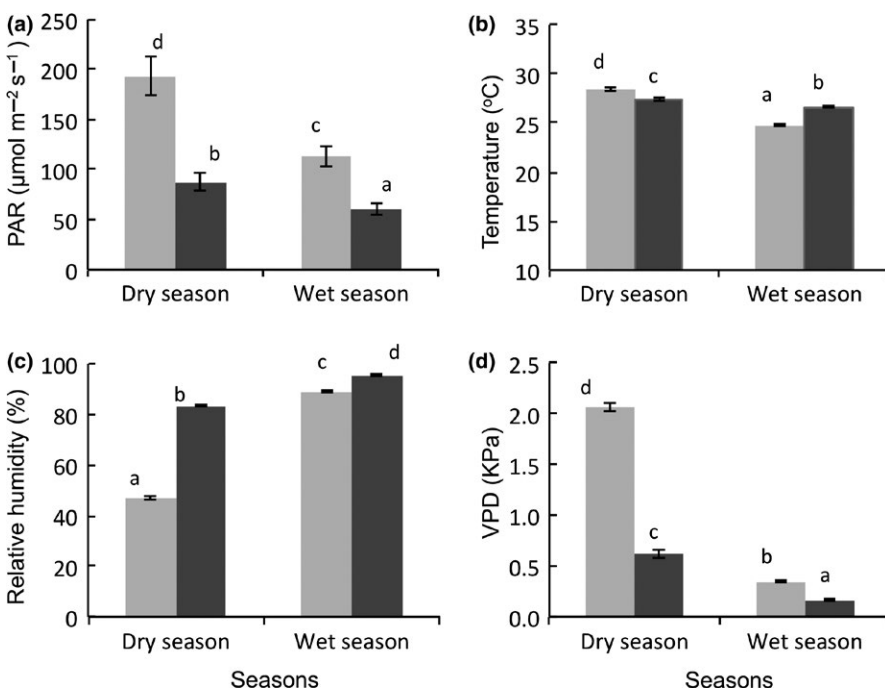 (a)
PAR (µmol m−2 s−1)
250
200
150
100
50
0
d
b
c
a
Dry season
Wet season
(b)
Temperature (oC)
35
30
25
20
15
10
d
c
a
b
Dry season
Wet season
(c)
Relative humidity (%)
100
80
60
40
20
0
a
b
c
d
Dry season
Wet season
Seasons
(d)
VPD (KPa)
2.5
2.0
1.5
1.0
0.5
0.0
d
c
b
a
Dry season
Wet season
Seasons